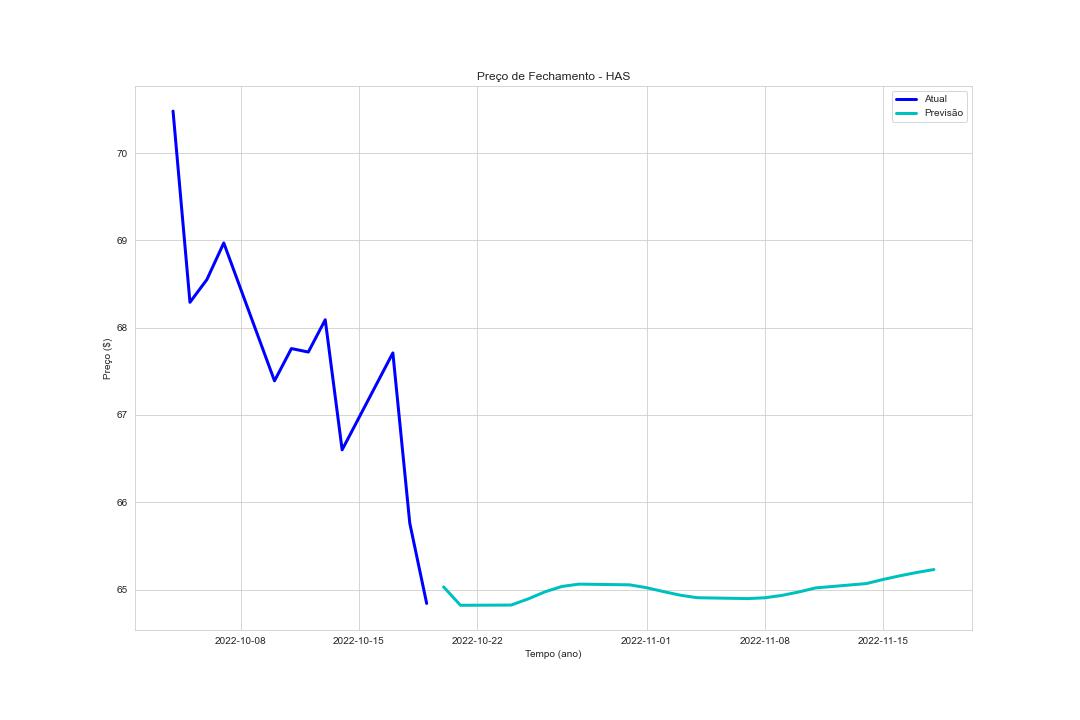 Preço de Fechamento - HAS
Atual
Previsão
Preço ($)
70
69
68
67
66
65
2022-10-08
2022-10-15
2022-10-22
2022-11-01
2022-11-08
2022-11-15
Tempo (ano)